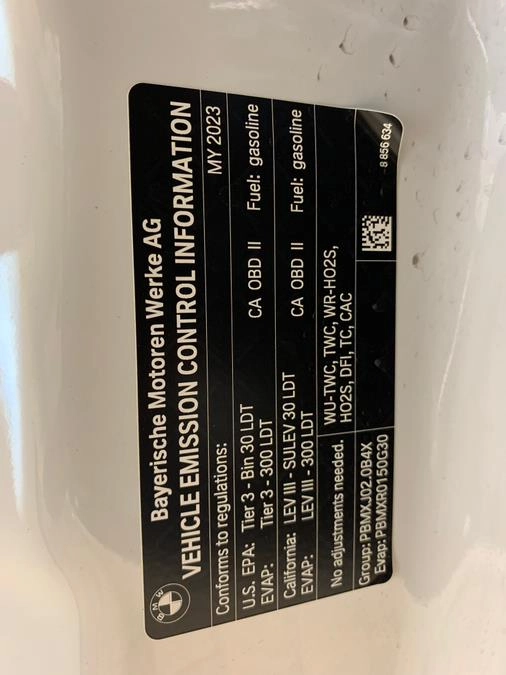 BMW
Bayerische Motoren Werke AG
VEHICLE EMISSION CONTROL INFORMATION
Conforms to regulations: MY 2023
U.S. EPA: Tier 3 - Bin 30 LDT CA OBD II Fuel: gasoline
EVAP: Tier 3 - 300 LDT
California: LEV III - SULEV 30 LDT CA OBD II Fuel: gasoline
EVAP: LEV III - 300 LDT
No adjustments needed. WU-TWC, TWC, WR-HO2S,
HO2S, DFI, TC, CAC
Group: PBMXJ02.0B4X
Evap: PBMXR0150G30
8 856 634